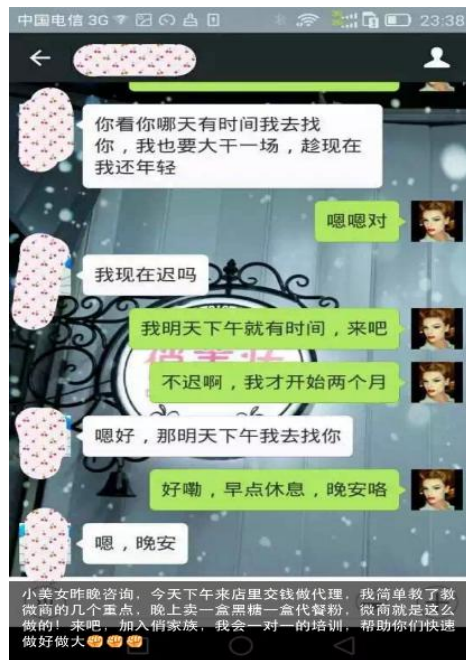 中国电信 3G 23:38
你看你哪天有时间我去找
你，我也要大干一场，趁现在
我还年轻
嗯嗯对
我现在迟吗
我明天下午就有时间，来吧
不迟啊，我才开始两个月
嗯好，那明天下午我去找你
好嘞，早点休息，晚安咯
嗯，晚安
小美女昨晚咨询，今天下午来店里交钱做代理，我简单教了教
微商的几个重点，晚上卖一盒黑糖一盒代餐粉，微商就是这么
做的！来吧，加入俏家族，我会一对一的培训，帮助你们快速
做好做大👊👊👊